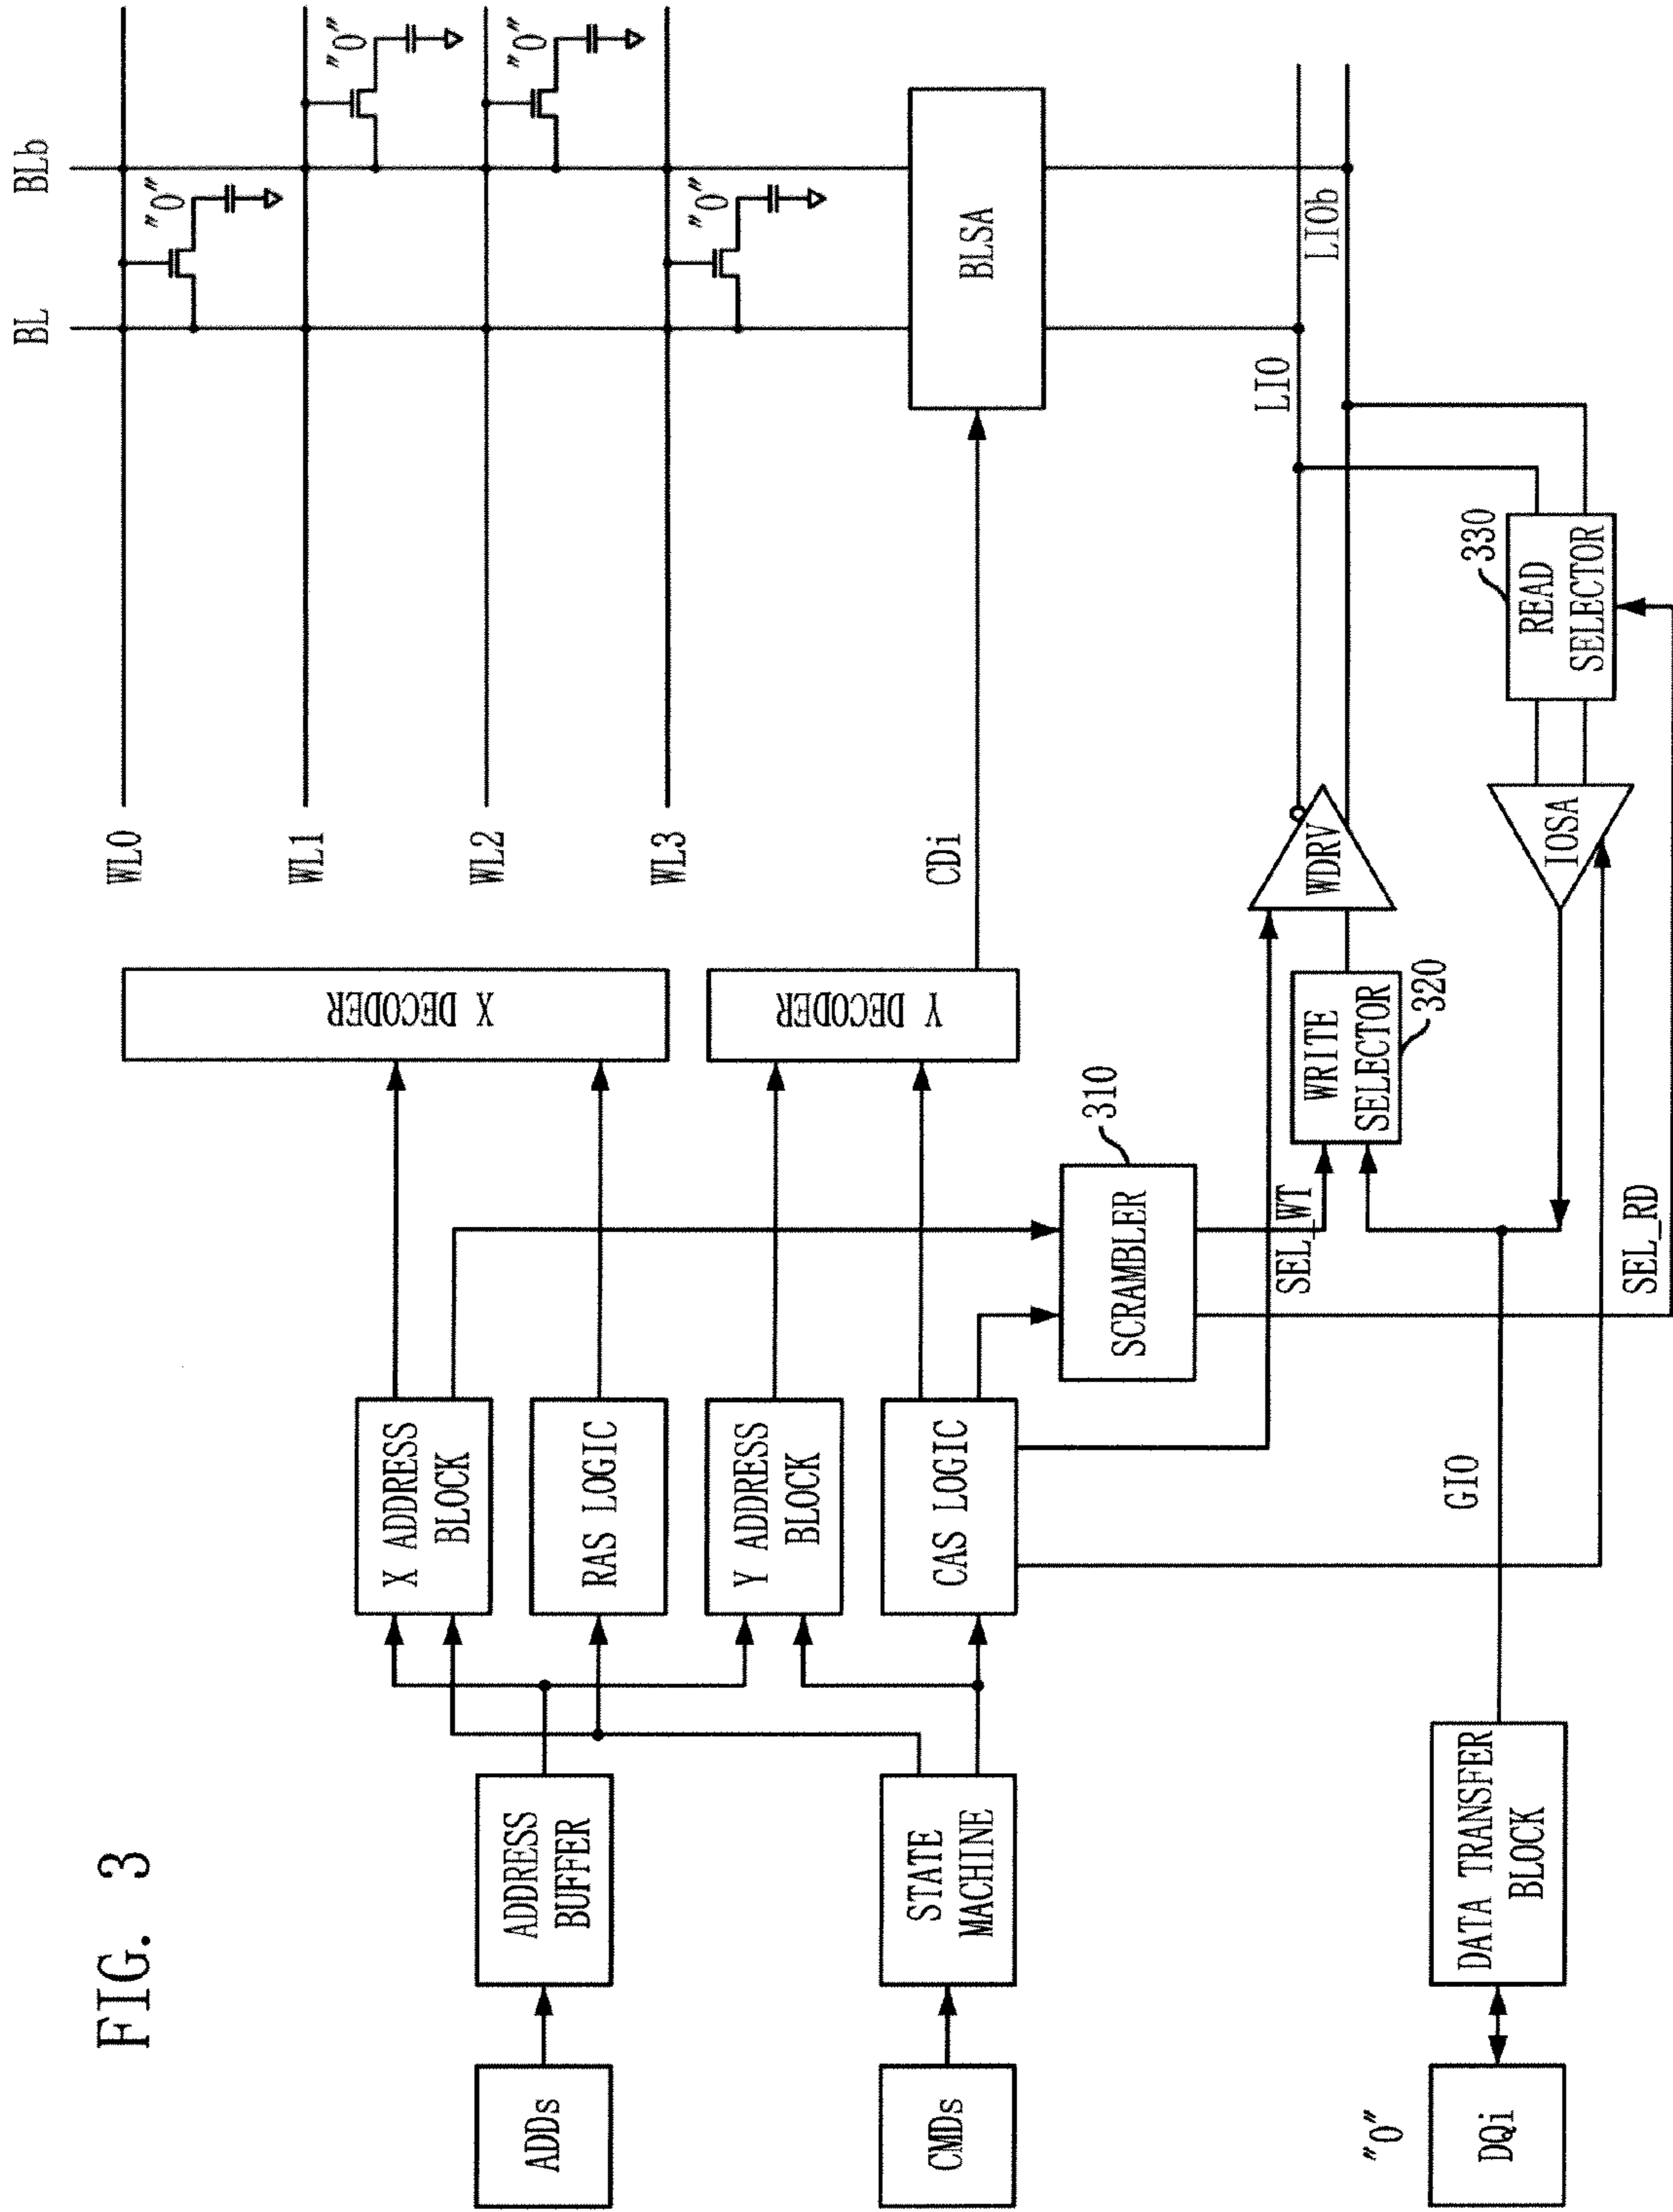 FIG. 3
ADDs
CMDs
"0"
DQi
ADDRESS
BUFFER
STATE
MACHINE
DATA TRANSFER
BLOCK
X ADDRESS
BLOCK
RAS LOGIC
Y ADDRESS
BLOCK
CAS LOGIC
GIO
SCRAMBLER
310
SEL_WT
SEL_RD
X DECODER
Y DECODER
WRITE
SELECTOR
320
WL0
WL1
WL2
WL3
CDi
WDRV
IOSA
READ
SELECTOR
330
BLSA
LIO
LIOb
BL
BLb
"0"
"0"
"0"
"0"